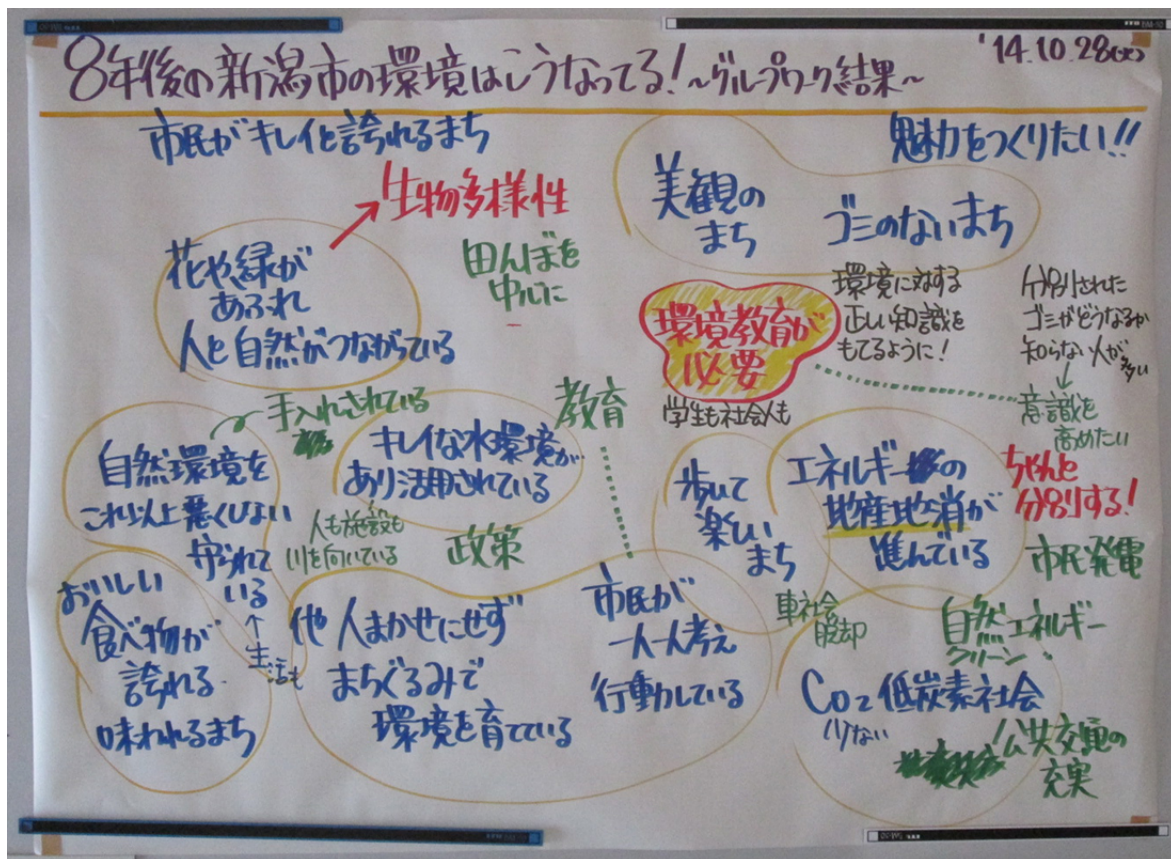 8年後の新潟市の環境はこうなってる!～グループワーク結果～
'14.10.28(火)
市民がキレイと誇れるまち
魅力をつくりたい!!
生物多様性
花や緑が
あふれ
人と自然がつながっている
田んぼを
中心に
美観の
まち
ゴミのないまち
環境教育が
必要
環境に対する
正しい知識を
もてるように!
学生も社会人も
分別された
ゴミがどうなるか
知らない人が多い
意識を
高めたい
ちゃんと
分別する!
手入れされている
自然環境を
これ以上悪くしない
守られて
いる
生活も
キレイな水環境が
あり活用されている
人も施設も
川を向いている
教育
政策
歩いて
楽しい
まち
車社会
脱却
エネルギーの
地産地消が
進んでいる
市民発電
自然エネルギー
クリーン
おいしい
食べ物が
誇れる
味われるまち
他人まかせにせず
まちぐるみで
環境を育てている
市民が
一人一人考え
行動している
CO2低炭素社会
少ない
公共交通の
充実